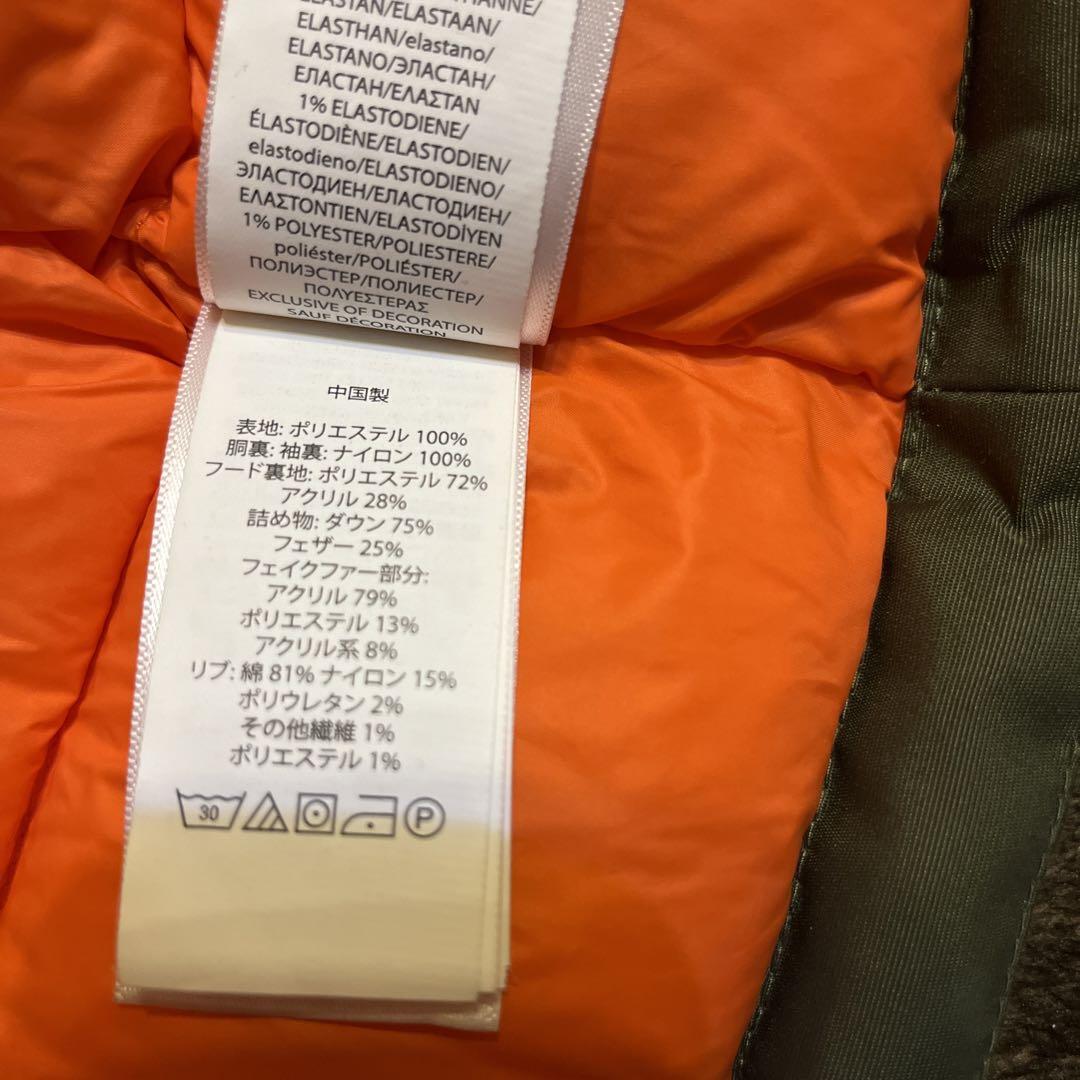 ELASTAN/ELASTAAN/
ELASTHAN/elastano/
ELASTANO/ЭЛАСТАН/
ЕЛАСТАН/ΕΛΑΣΤΑΝ
1% ELASTODIENE/
ÉLASTODIÈNE/ELASTODIEN/
elastodieno/ELASTODIENO/
ЭЛАСТОДИЕН/ЕЛАСТОДИЕН/
ΕΛΑΣΤΟΝΤΙΕΝ/ELASTODİYEN
1% POLYESTER/POLIESTERE/
poliéster/POLIÉSTER/
ПОЛИЭСТЕР/ПОЛИЕСТЕР/
ΠΟΛΥΕΣΤΕΡΑΣ
EXCLUSIVE OF DECORATION
SAUF DÉCORATION
中国製
表地: ポリエステル 100%
胴裏: 袖裏: ナイロン 100%
フード裏地: ポリエステル 72%
アクリル 28%
詰め物: ダウン 75%
フェザー 25%
フェイクファー部分:
アクリル 79%
ポリエステル 13%
アクリル系 8%
リブ: 綿 81% ナイロン 15%
ポリウレタン 2%
その他繊維 1%
ポリエステル 1%
30 P